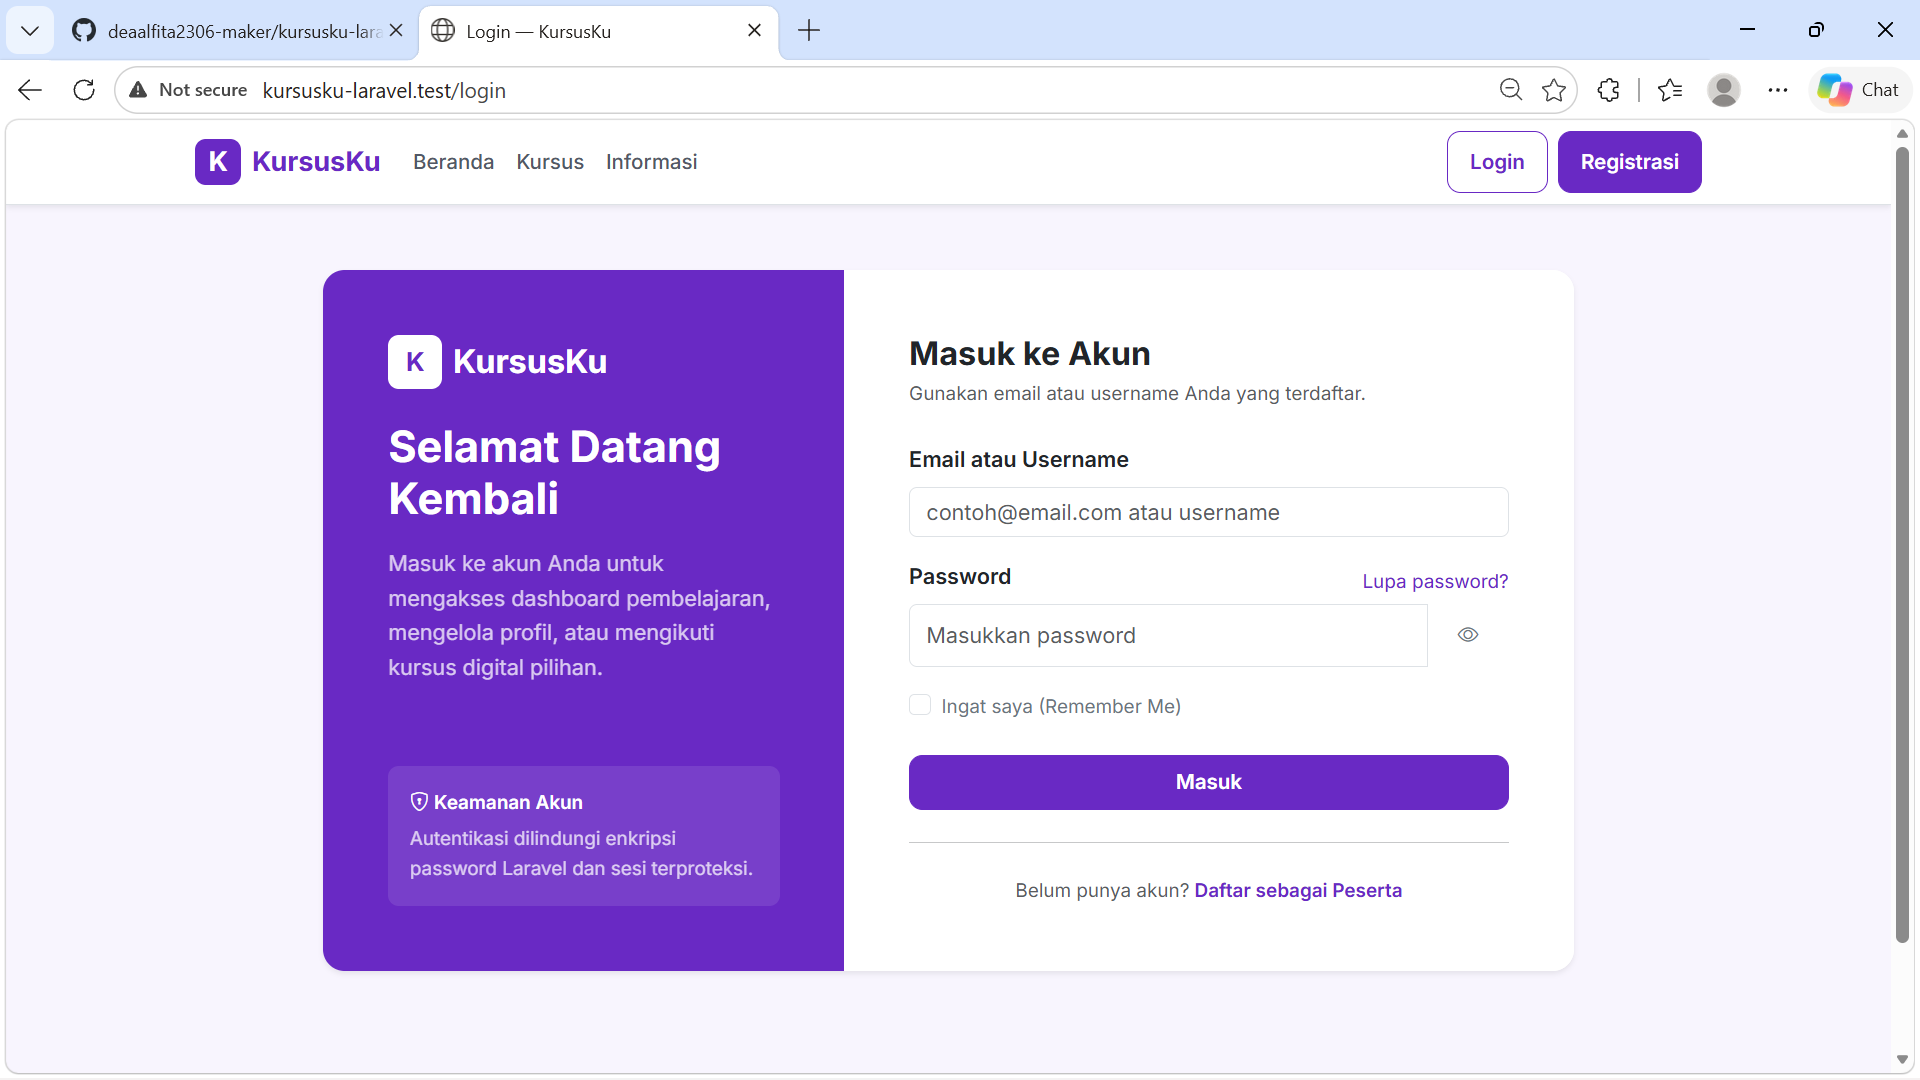 deaalfita2306-maker/kursusku-lara
Login — KursusKu
Not secure
kursusku-laravel.test/login
Chat
K KursusKu
Beranda
Kursus
Informasi
Login
Registrasi
K KursusKu
Selamat Datang
Kembali
Masuk ke akun Anda untuk
mengakses dashboard pembelajaran,
mengelola profil, atau mengikuti
kursus digital pilihan.
Keamanan Akun
Autentikasi dilindungi enkripsi
password Laravel dan sesi terproteksi.
Masuk ke Akun
Gunakan email atau username Anda yang terdaftar.
Email atau Username
contoh@email.com atau username
Password
Lupa password?
Masukkan password
Ingat saya (Remember Me)
Masuk
Belum punya akun? Daftar sebagai Peserta